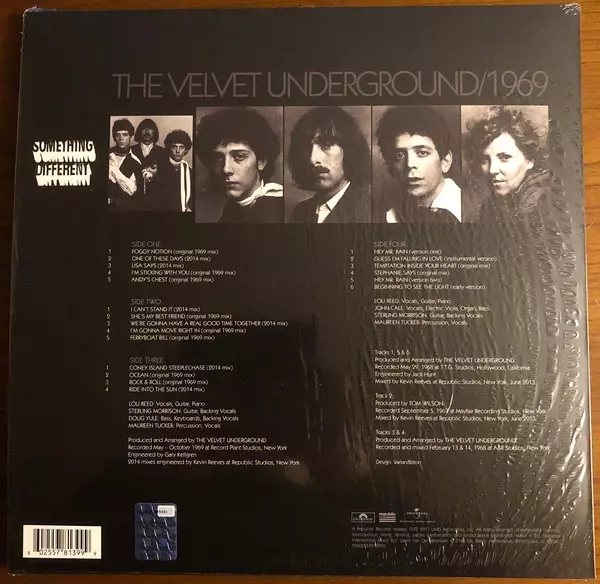 THE VELVET UNDERGROUND/1969
SOMETHING
DIFFERENT
SIDE ONE
1 FOGGY NOTION (original 1969 mix)
2 ONE OF THESE DAYS (2014 mix)
3 LISA SAYS (2014 mix)
4 I'M STICKING WITH YOU (original 1969 mix)
5 ANDY'S CHEST (original 1969 mix)
SIDE TWO
1 I CAN'T STAND IT (2014 mix)
2 SHE'S MY BEST FRIEND (original 1969 mix)
3 WE'RE GONNA HAVE A REAL GOOD TIME TOGETHER (2014 mix)
4 I'M GONNA MOVE RIGHT IN (original 1969 mix)
5 FERRYBOAT BILL (original 1969 mix)
SIDE THREE
1 CONEY ISLAND STEEPLECHASE (2014 mix)
2 OCEAN (original 1969 mix)
3 ROCK & ROLL (original 1969 mix)
4 RIDE INTO THE SUN (2014 mix)
LOU REED: Vocals, Guitar, Piano
STERLING MORRISON: Guitar, Backing Vocals
DOUG YULE: Bass, Keyboards, Backing Vocals
MAUREEN TUCKER: Percussion, Vocals
Produced and Arranged by THE VELVET UNDERGROUND
Recorded May - October 1969 at Record Plant Studios, New York
Engineered by Gary Kellgren
2014 mixes engineered by Kevin Reeves at Republic Studios, New York
SIDE FOUR
1 HEY MR. RAIN (version one)
2 GUESS I'M FALLING IN LOVE (instrumental version)
3 TEMPTATION INSIDE YOUR HEART (original mix)
4 STEPHANIE SAYS (original mix)
5 HEY MR. RAIN (version two)
6 BEGINNING TO SEE THE LIGHT (early version)
LOU REED: Vocals, Guitar, Piano
JOHN CALE: Vocals, Electric Viola, Organ, Bass
STERLING MORRISON: Guitar, Backing Vocals
MAUREEN TUCKER: Percussion, Vocals
Tracks 1, 5 & 6
Produced and Arranged by THE VELVET UNDERGROUND
Recorded May 29, 1968 at T.T.G. Studios, Hollywood, California
Engineered by Jack Hunt
Mixed by Kevin Reeves at Republic Studios, New York, June 2013
Track 2
Produced by TOM WILSON
Recorded September 5, 1967 at Mayfair Recording Studios, New York
Mixed by Kevin Reeves at Republic Studios, New York, June 2013
Tracks 3 & 4
Produced and Arranged by THE VELVET UNDERGROUND
Recorded and mixed February 13 & 14, 1968 at A&R Studios, New York
Design: Vartan/Britton
republic
UNIVERSAL
6 02557 81399 9